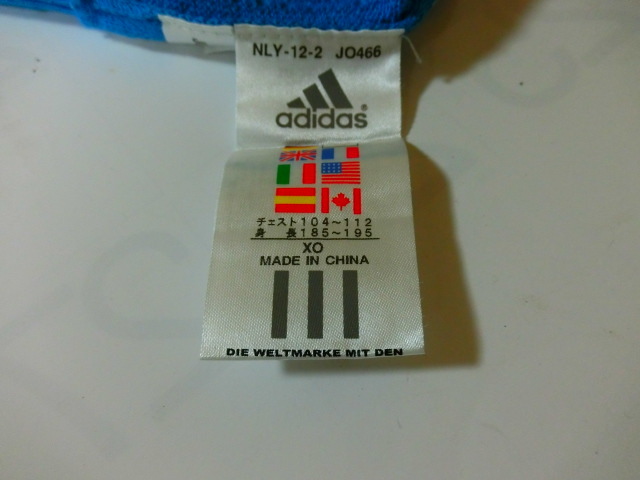 NLY-12-2 JO466
adidas®
チェスト104~112
身 長185~195
XO
MADE IN CHINA
DIE WELTMARKE MIT DEN